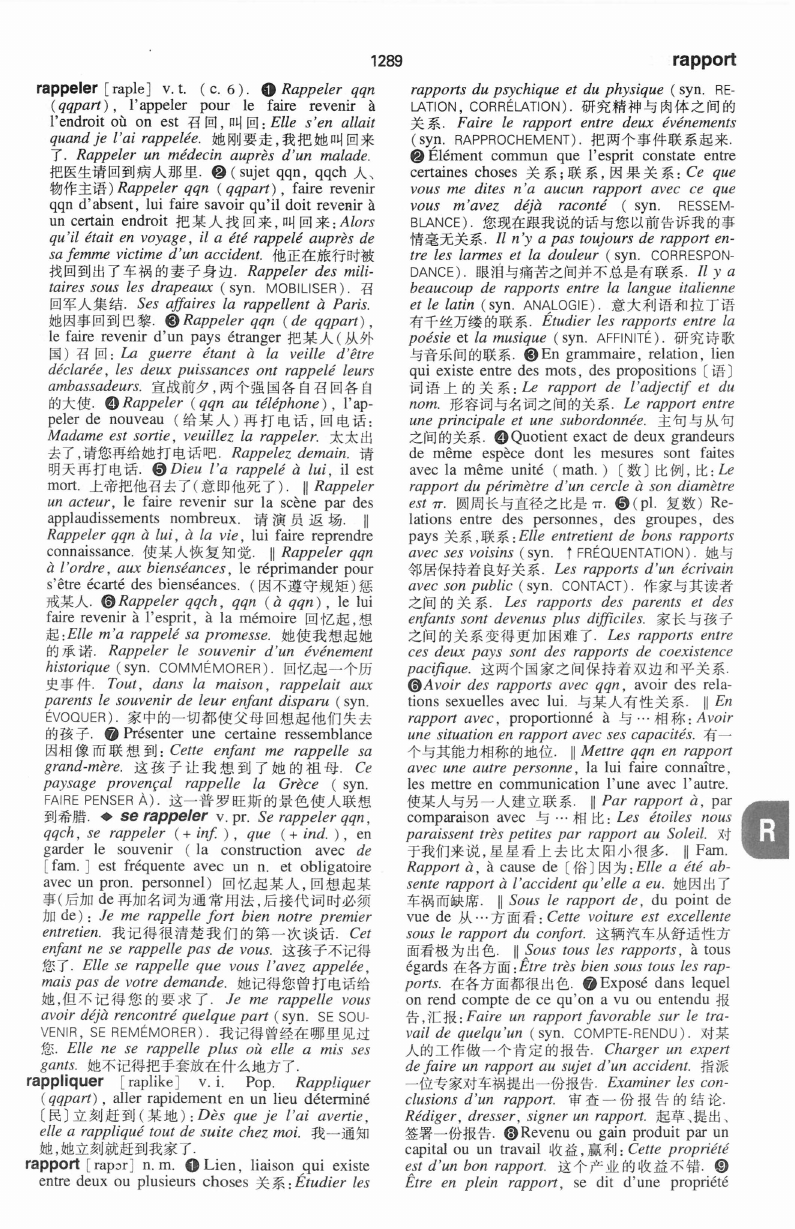 1289
rapport
rappeler [raple] v. t. (c. 6). ❶ Rappeler qqn
(qqpart), l'appeler pour le faire revenir à
l'endroit où on est 召回,叫回: Elle s'en allait
quand je l'ai rappelée. 她刚要走,我把她叫回来
了. Rappeler un médecin auprès d'un malade.
把医生请回到病人那里. ❷ (sujet qqn, qqch 人、
物作主语) Rappeler qqn (qqpart), faire revenir
qqn d'absent, lui faire savoir qu'il doit revenir à
un certain endroit 把某人找回来,叫回来: Alors
qu'il était en voyage, il a été rappelé auprès de
sa femme victime d'un accident. 他正在旅行时被
找回到出了车祸的妻子身边. Rappeler des mili-
taires sous les drapeaux (syn. MOBILISER). 召
回军人集结. Ses affaires la rappellent à Paris.
她因事回到巴黎. ❸ Rappeler qqn (de qqpart),
le faire revenir d'un pays étranger 把某人(从外
国) 召回: La guerre étant à la veille d'être
déclarée, les deux puissances ont rappelé leurs
ambassadeurs. 宣战前夕,两个强国各自召回各自
的大使. ❹ Rappeler (qqn au téléphone), l'ap-
peler de nouveau (给某人) 再打电话, 回电话:
Madame est sortie, veuillez la rappeler. 太太出
去了,请您再给她打电话吧. Rappelez demain. 请
明天再打电话. ❺ Dieu l'a rappelé à lui, il est
mort. 上帝把他召去了(意即他死了). ‖ Rappeler
un acteur, le faire revenir sur la scène par des
applaudissements nombreux. 请演员返场. ‖
Rappeler qqn à lui, à la vie, lui faire reprendre
connaissance. 使某人恢复知觉. ‖ Rappeler qqn
à l'ordre, aux bienséances, le réprimander pour
s'être écarté des bienséances. (因不遵守规矩)惩
戒某人. ❻ Rappeler qqch, qqn (à qqn), le lui
faire revenir à l'esprit, à la mémoire 回忆起,想
起: Elle m'a rappelé sa promesse. 她使我想起她
的承诺. Rappeler le souvenir d'un événement
historique (syn. COMMÉMORER). 回忆起一个历
史事件. Tout, dans la maison, rappelait aux
parents le souvenir de leur enfant disparu (syn.
ÉVOQUER). 家中的一切都使父母回想起他们失去
的孩子. ❼ Présenter une certaine ressemblance
因相像而联想到: Cette enfant me rappelle sa
grand-mère. 这孩子让我想到了她的祖母. Ce
paysage provençal rappelle la Grèce (syn.
FAIRE PENSER À). 这一普罗旺斯的景色使人联想
到希腊. ◆ se rappeler v. pr. Se rappeler qqn,
qqch, se rappeler (+ inf.), que (+ ind.), en
garder le souvenir (la construction avec de
[fam.] est fréquente avec un n. et obligatoire
avec un pron. personnel) 回忆起某人,回想起某
事(后加 de 再加名词为通常用法,后接代词时必须
加 de): Je me rappelle fort bien notre premier
entretien. 我记得很清楚我们的第一次谈话. Cet
enfant ne se rappelle pas de vous. 这孩子不记得
您了. Elle se rappelle que vous l'avez appelée,
mais pas de votre demande. 她记得您曾打电话给
她,但不记得您的要求了. Je me rappelle vous
avoir déjà rencontré quelque part (syn. SE SOU-
VENIR, SE REMÉMORER). 我记得曾经在哪里见过
您. Elle ne se rappelle plus où elle a mis ses
gants. 她不记得把手套放在什么地方了.
rappliquer [raplike] v. i. Pop. Rappliquer
(qqpart), aller rapidement en un lieu déterminé
〔民〕立刻赶到(某地): Dès que je l'ai avertie,
elle a rappliqué tout de suite chez moi. 我一通知
她,她立刻就赶到我家了.
rapport [rapɔr] n. m. ❶ Lien, liaison qui existe
entre deux ou plusieurs choses 关系: Étudier les
rapports du psychique et du physique (syn. RE-
LATION, CORRÉLATION). 研究精神与肉体之间的
关系. Faire le rapport entre deux événements
(syn. RAPPROCHEMENT). 把两个事件联系起来.
❷ Élément commun que l'esprit constate entre
certaines choses 关系;联系,因果关系: Ce que
vous me dites n'a aucun rapport avec ce que
vous m'avez déjà raconté (syn. RESSEM-
BLANCE). 您现在跟我说的话与您以前告诉我的事
情毫无关系. Il n'y a pas toujours de rapport en-
tre les larmes et la douleur (syn. CORRESPON-
DANCE). 眼泪与痛苦之间并不总是有联系. Il y a
beaucoup de rapports entre la langue italienne
et le latin (syn. ANALOGIE). 意大利语和拉丁语
有千丝万缕的联系. Étudier les rapports entre la
poésie et la musique (syn. AFFINITÉ). 研究诗歌
与音乐间的联系. ❸ En grammaire, relation, lien
qui existe entre des mots, des propositions〔语〕
词语上的关系: Le rapport de l'adjectif et du
nom. 形容词与名词之间的关系. Le rapport entre
une principale et une subordonnée. 主句与从句
之间的关系. ❹ Quotient exact de deux grandeurs
de même espèce dont les mesures sont faites
avec la même unité (math.)〔数〕比例, 比: Le
rapport du périmètre d'un cercle à son diamètre
est π. 圆周长与直径之比是 π. ❺ (pl. 复数) Re-
lations entre des personnes, des groupes, des
pays 关系,联系: Elle entretient de bons rapports
avec ses voisins (syn. ↑ FRÉQUENTATION). 她与
邻居保持着良好关系. Les rapports d'un écrivain
avec son public (syn. CONTACT). 作家与其读者
之间的关系. Les rapports des parents et des
enfants sont devenus plus difficiles. 家长与孩子
之间的关系变得更加困难了. Les rapports entre
ces deux pays sont des rapports de coexistence
pacifique. 这两个国家之间保持着双边和平关系.
❻ Avoir des rapports avec qqn, avoir des rela-
tions sexuelles avec lui. 与某人有性关系. ‖ En
rapport avec, proportionné à 与…相称: Avoir
une situation en rapport avec ses capacités. 有一
个与其能力相称的地位. ‖ Mettre qqn en rapport
avec une autre personne, la lui faire connaître,
les mettre en communication l'une avec l'autre.
使某人与另一人建立联系. ‖ Par rapport à, par
comparaison avec 与…相比: Les étoiles nous
paraissent très petites par rapport au Soleil. 对
于我们来说,星星看上去比太阳小很多. ‖ Fam.
Rapport à, à cause de〔俗〕因为: Elle a été ab-
sente rapport à l'accident qu'elle a eu. 她因出了
车祸而缺席. ‖ Sous le rapport de, du point de
vue de 从…方面看: Cette voiture est excellente
sous le rapport du confort. 这辆汽车从舒适性方
面看极为出色. ‖ Sous tous les rapports, à tous
égards 在各方面: Être très bien sous tous les rap-
ports. 在各方面都很出色. ❼ Exposé dans lequel
on rend compte de ce qu'on a vu ou entendu 报
告,汇报: Faire un rapport favorable sur le tra-
vail de quelqu'un (syn. COMPTE-RENDU). 对某
人的工作做一个肯定的报告. Charger un expert
de faire un rapport au sujet d'un accident. 指派
一位专家对车祸提出一份报告. Examiner les con-
clusions d'un rapport. 审查一份报告的结论.
Rédiger, dresser, signer un rapport. 起草、提出、
签署一份报告. ❽ Revenu ou gain produit par un
capital ou un travail 收益,赢利: Cette propriété
est d'un bon rapport. 这个产业的收益不错. ❾
Être en plein rapport, se dit d'une propriété
R